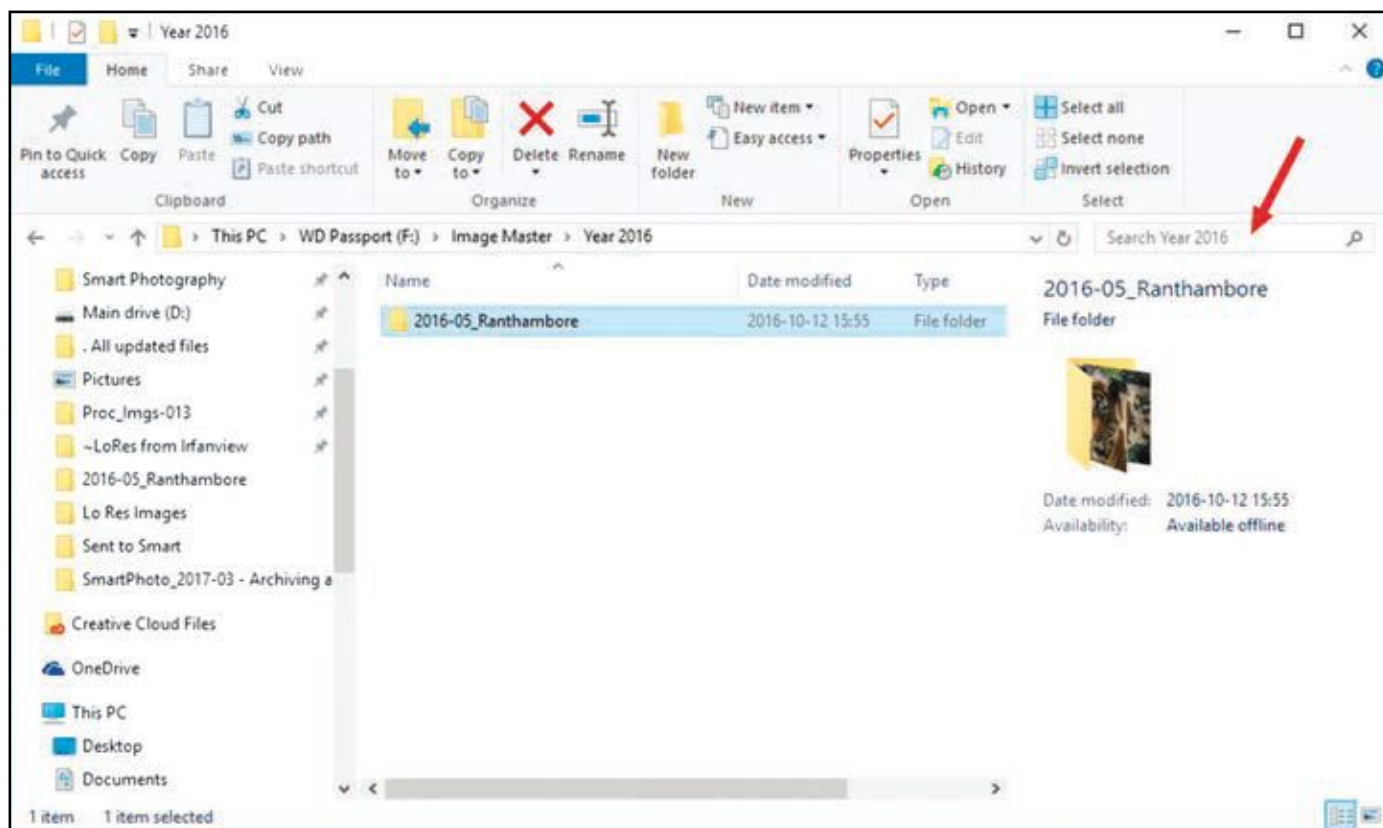 Year 2016
File Home Share View
Pin to Quick access
Copy
Paste
Cut
Copy path
Paste shortcut
Clipboard
Move to
Copy to
Delete
Rename
Organize
New folder
New item
Easy access
New
Properties
Open
Edit
History
Open
Select all
Select none
Invert selection
Select
This PC > WD Passport (F:) > Image Master > Year 2016
Search Year 2016
Smart Photography
Main drive (D:)
. All updated files
Pictures
Proc_Imgs-013
~LoRes from Irfanview
2016-05_Ranthambore
Lo Res Images
Sent to Smart
SmartPhoto_2017-03 - Archiving a
Creative Cloud Files
OneDrive
This PC
Desktop
Documents
Name Date modified Type
2016-05_Ranthambore 2016-10-12 15:55 File folder
2016-05_Ranthambore
File folder
Date modified: 2016-10-12 15:55
Availability: Available offline
1 item 1 item selected